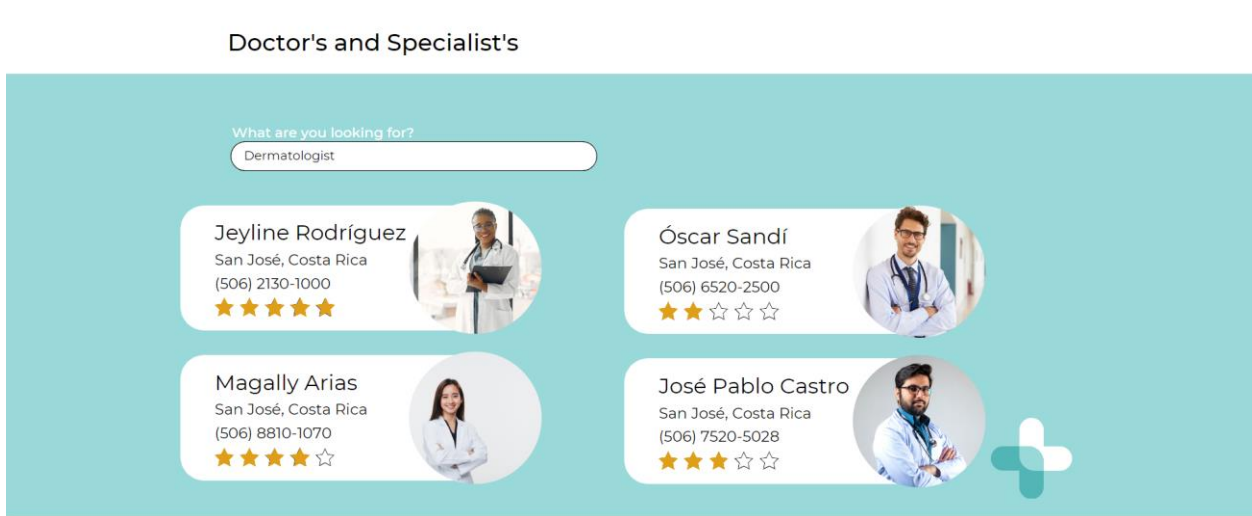 Doctor's and Specialist's
What are you looking for?
Dermatologist
Jeyline Rodríguez
San José, Costa Rica
(506) 2130-1000
Óscar Sandí
San José, Costa Rica
(506) 6520-2500
Magally Arias
San José, Costa Rica
(506) 8810-1070
José Pablo Castro
San José, Costa Rica
(506) 7520-5028